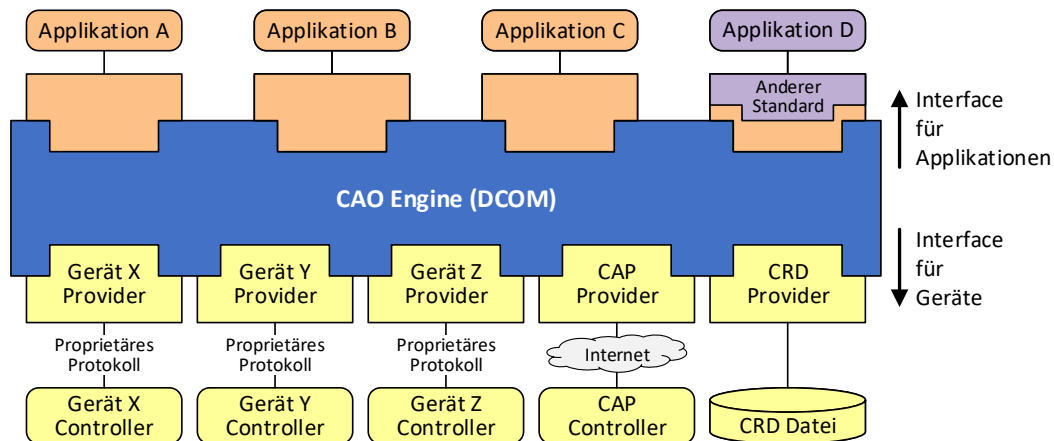 Applikation A
Applikation B
Applikation C
Applikation D
Anderer
Standard
Interface
für
Applikationen
CAO Engine (DCOM)
Interface
für
Geräte
Gerät X
Provider
Gerät Y
Provider
Gerät Z
Provider
CAP
Provider
CRD
Provider
Proprietäres
Protokoll
Proprietäres
Protokoll
Proprietäres
Protokoll
Internet
Gerät X
Controller
Gerät Y
Controller
Gerät Z
Controller
CAP
Controller
CRD Datei